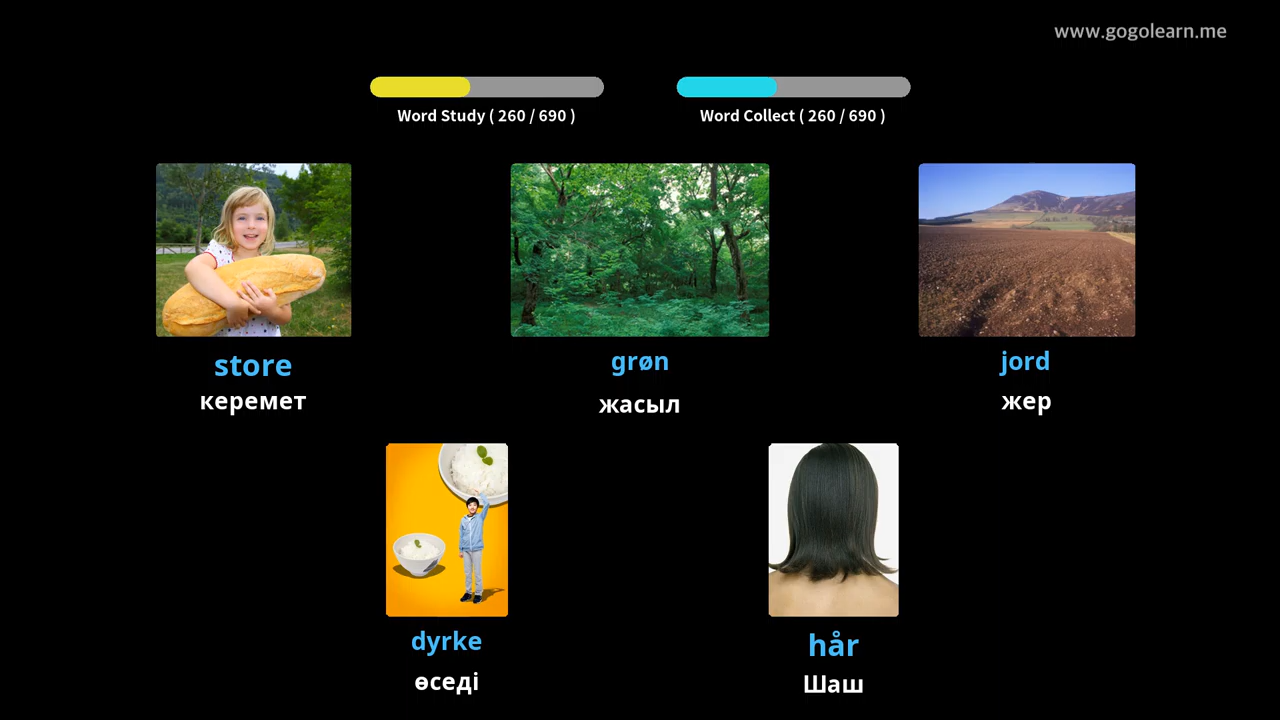 www.gogolearn.me
Word Study ( 260 / 690 )
Word Collect ( 260 / 690 )
store
керемет
grøn
жасыл
jord
жер
dyrke
өседі
hår
Шаш